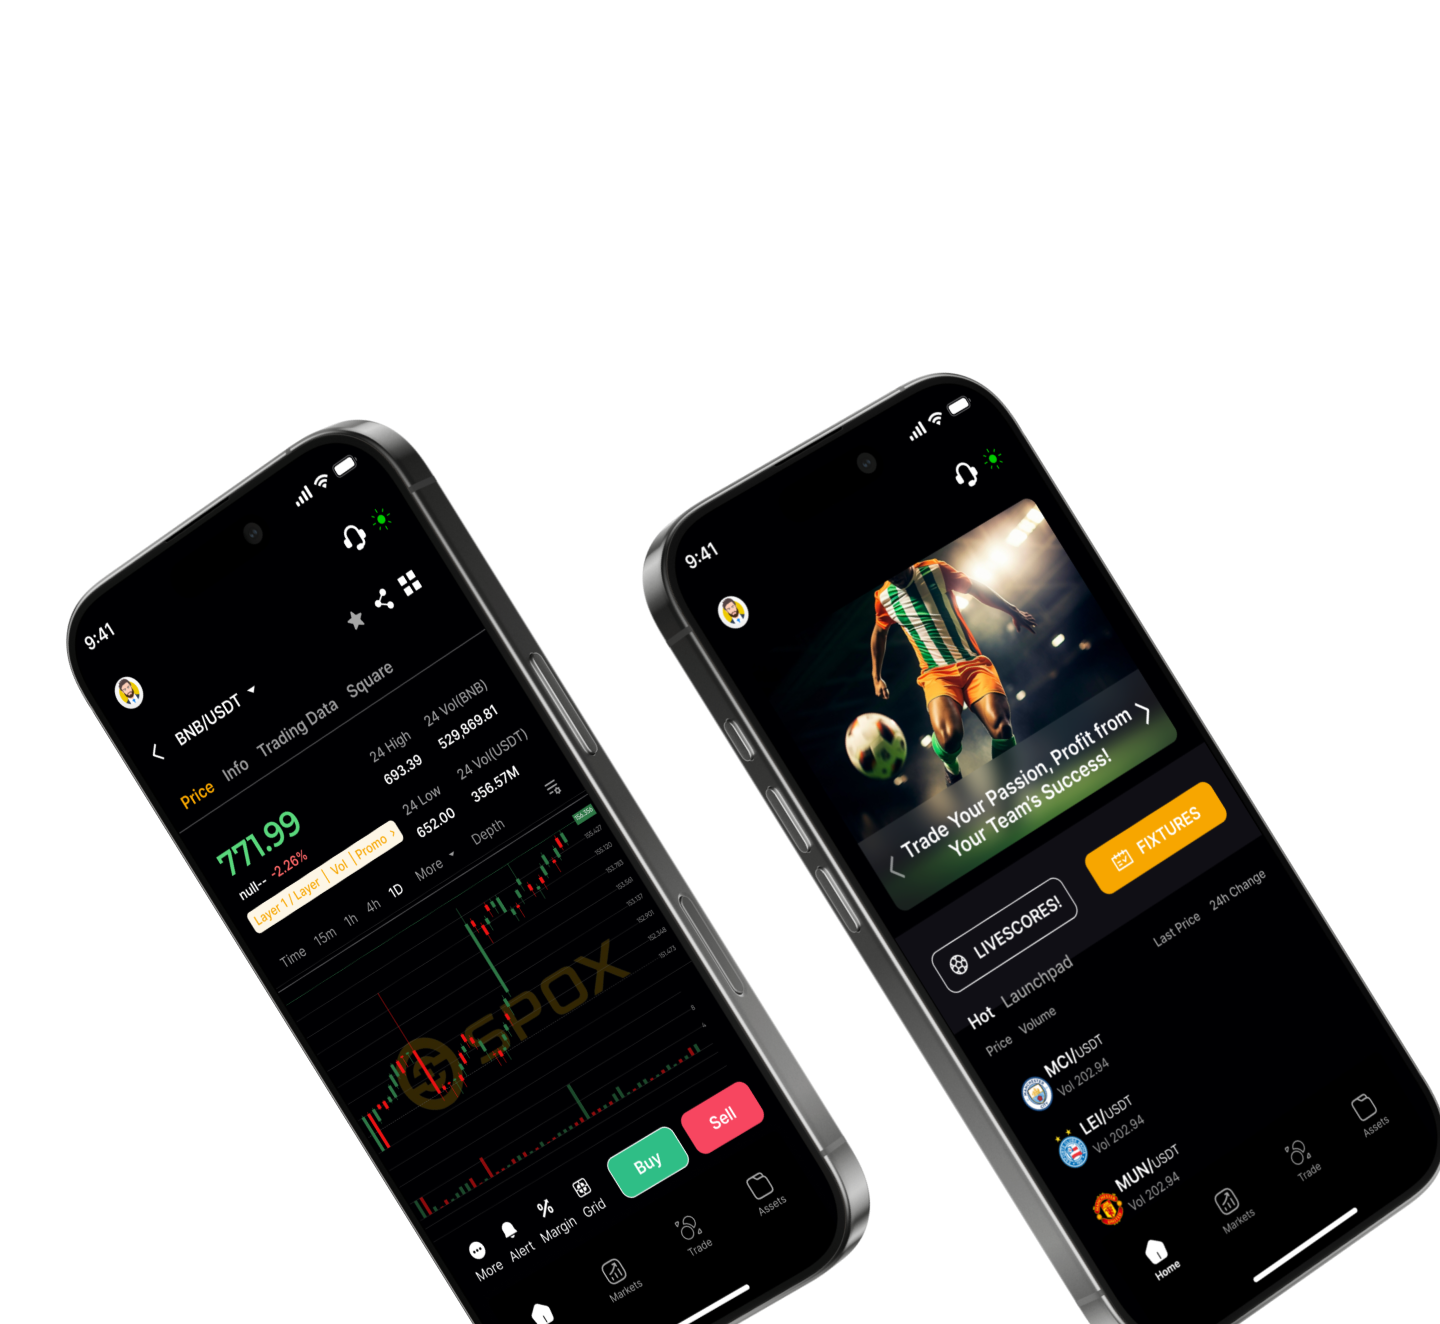 9:41
BNB/USDT
Price Info Trading Data Square
771.99
null-- -2.26%
Layer 1 / Layer | Vol | Promo >
24 High
693.39
24 Vol(BNB)
529,869.81
24 Low
652.00
24 Vol(USDT)
356.57M
Time 15m 1h 4h 1D More Depth
SPOX
More Alert Margin Grid
Buy
Sell
Markets
Trade
Assets
9:41
Trade Your Passion, Profit from
Your Team's Success!
LIVESCORES!
FIXTURES
Hot Launchpad
Price Volume
Last Price 24h Change
MCI/USDT
Vol 202.94
LEI/USDT
Vol 202.94
MUN/USDT
Vol 202.94
Home
Markets
Trade
Assets